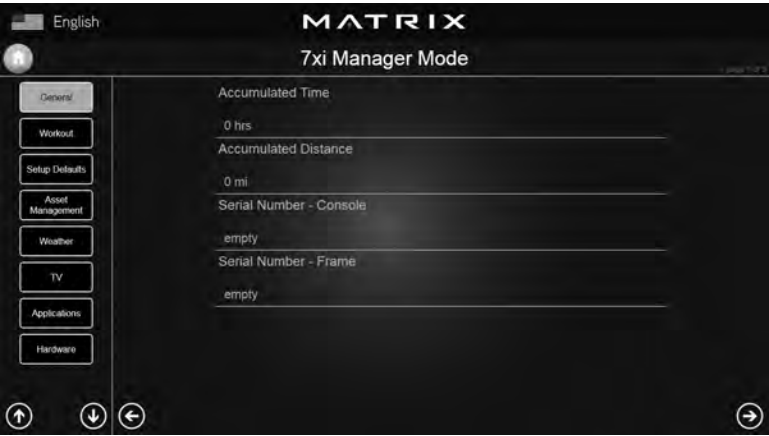 English
MATRIX
7xi Manager Mode
General
Workout
Setup Defaults
Asset
Management
Weather
TV
Applications
Hardware
Accumulated Time
0 hrs
Accumulated Distance
0 mi
Serial Number - Console
empty
Serial Number - Frame
empty